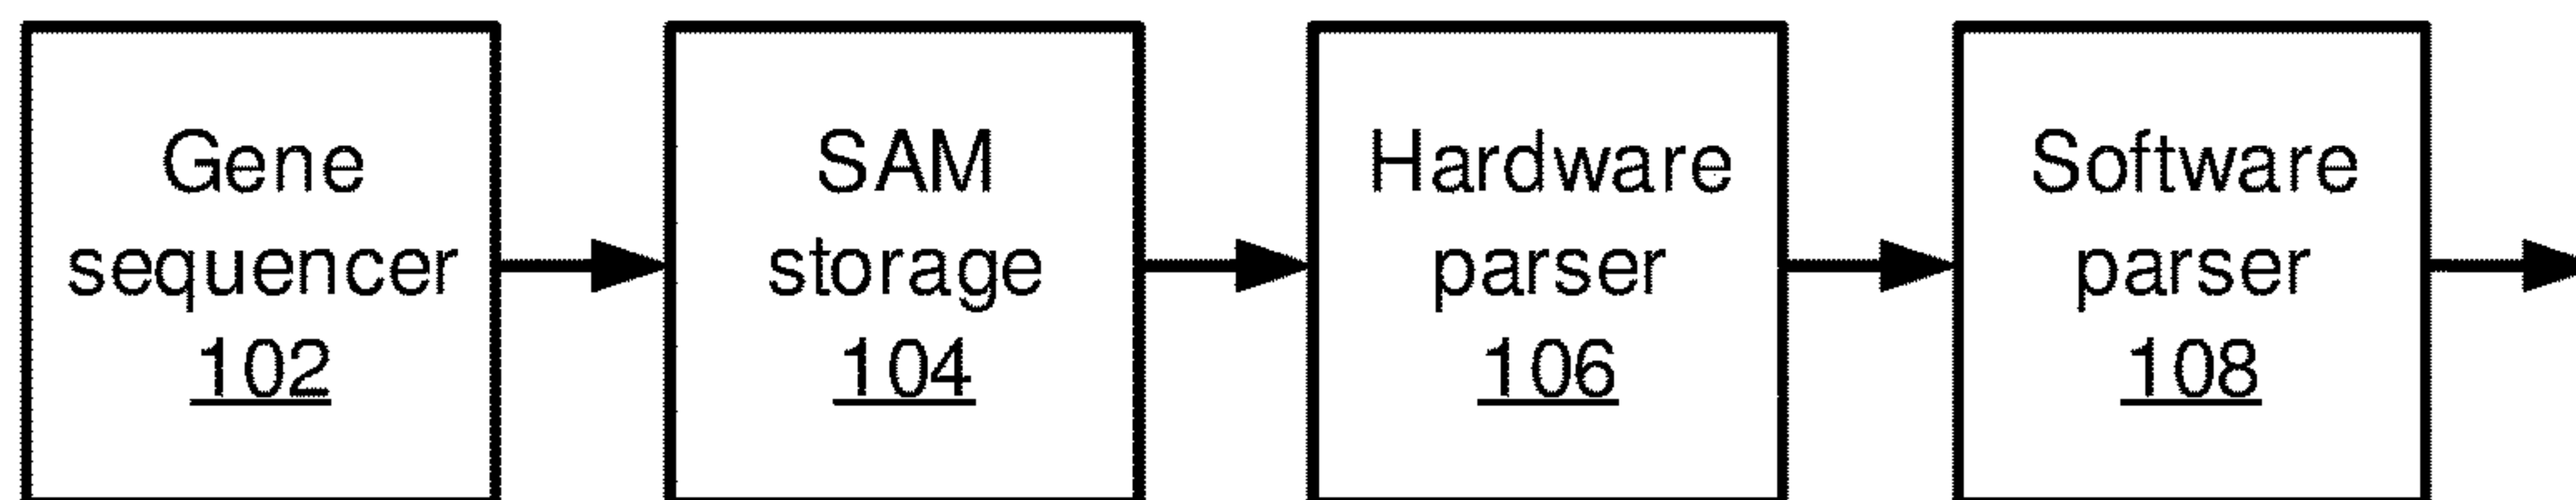 Gene
sequencer
102
SAM
storage
104
Hardware
parser
106
Software
parser
108